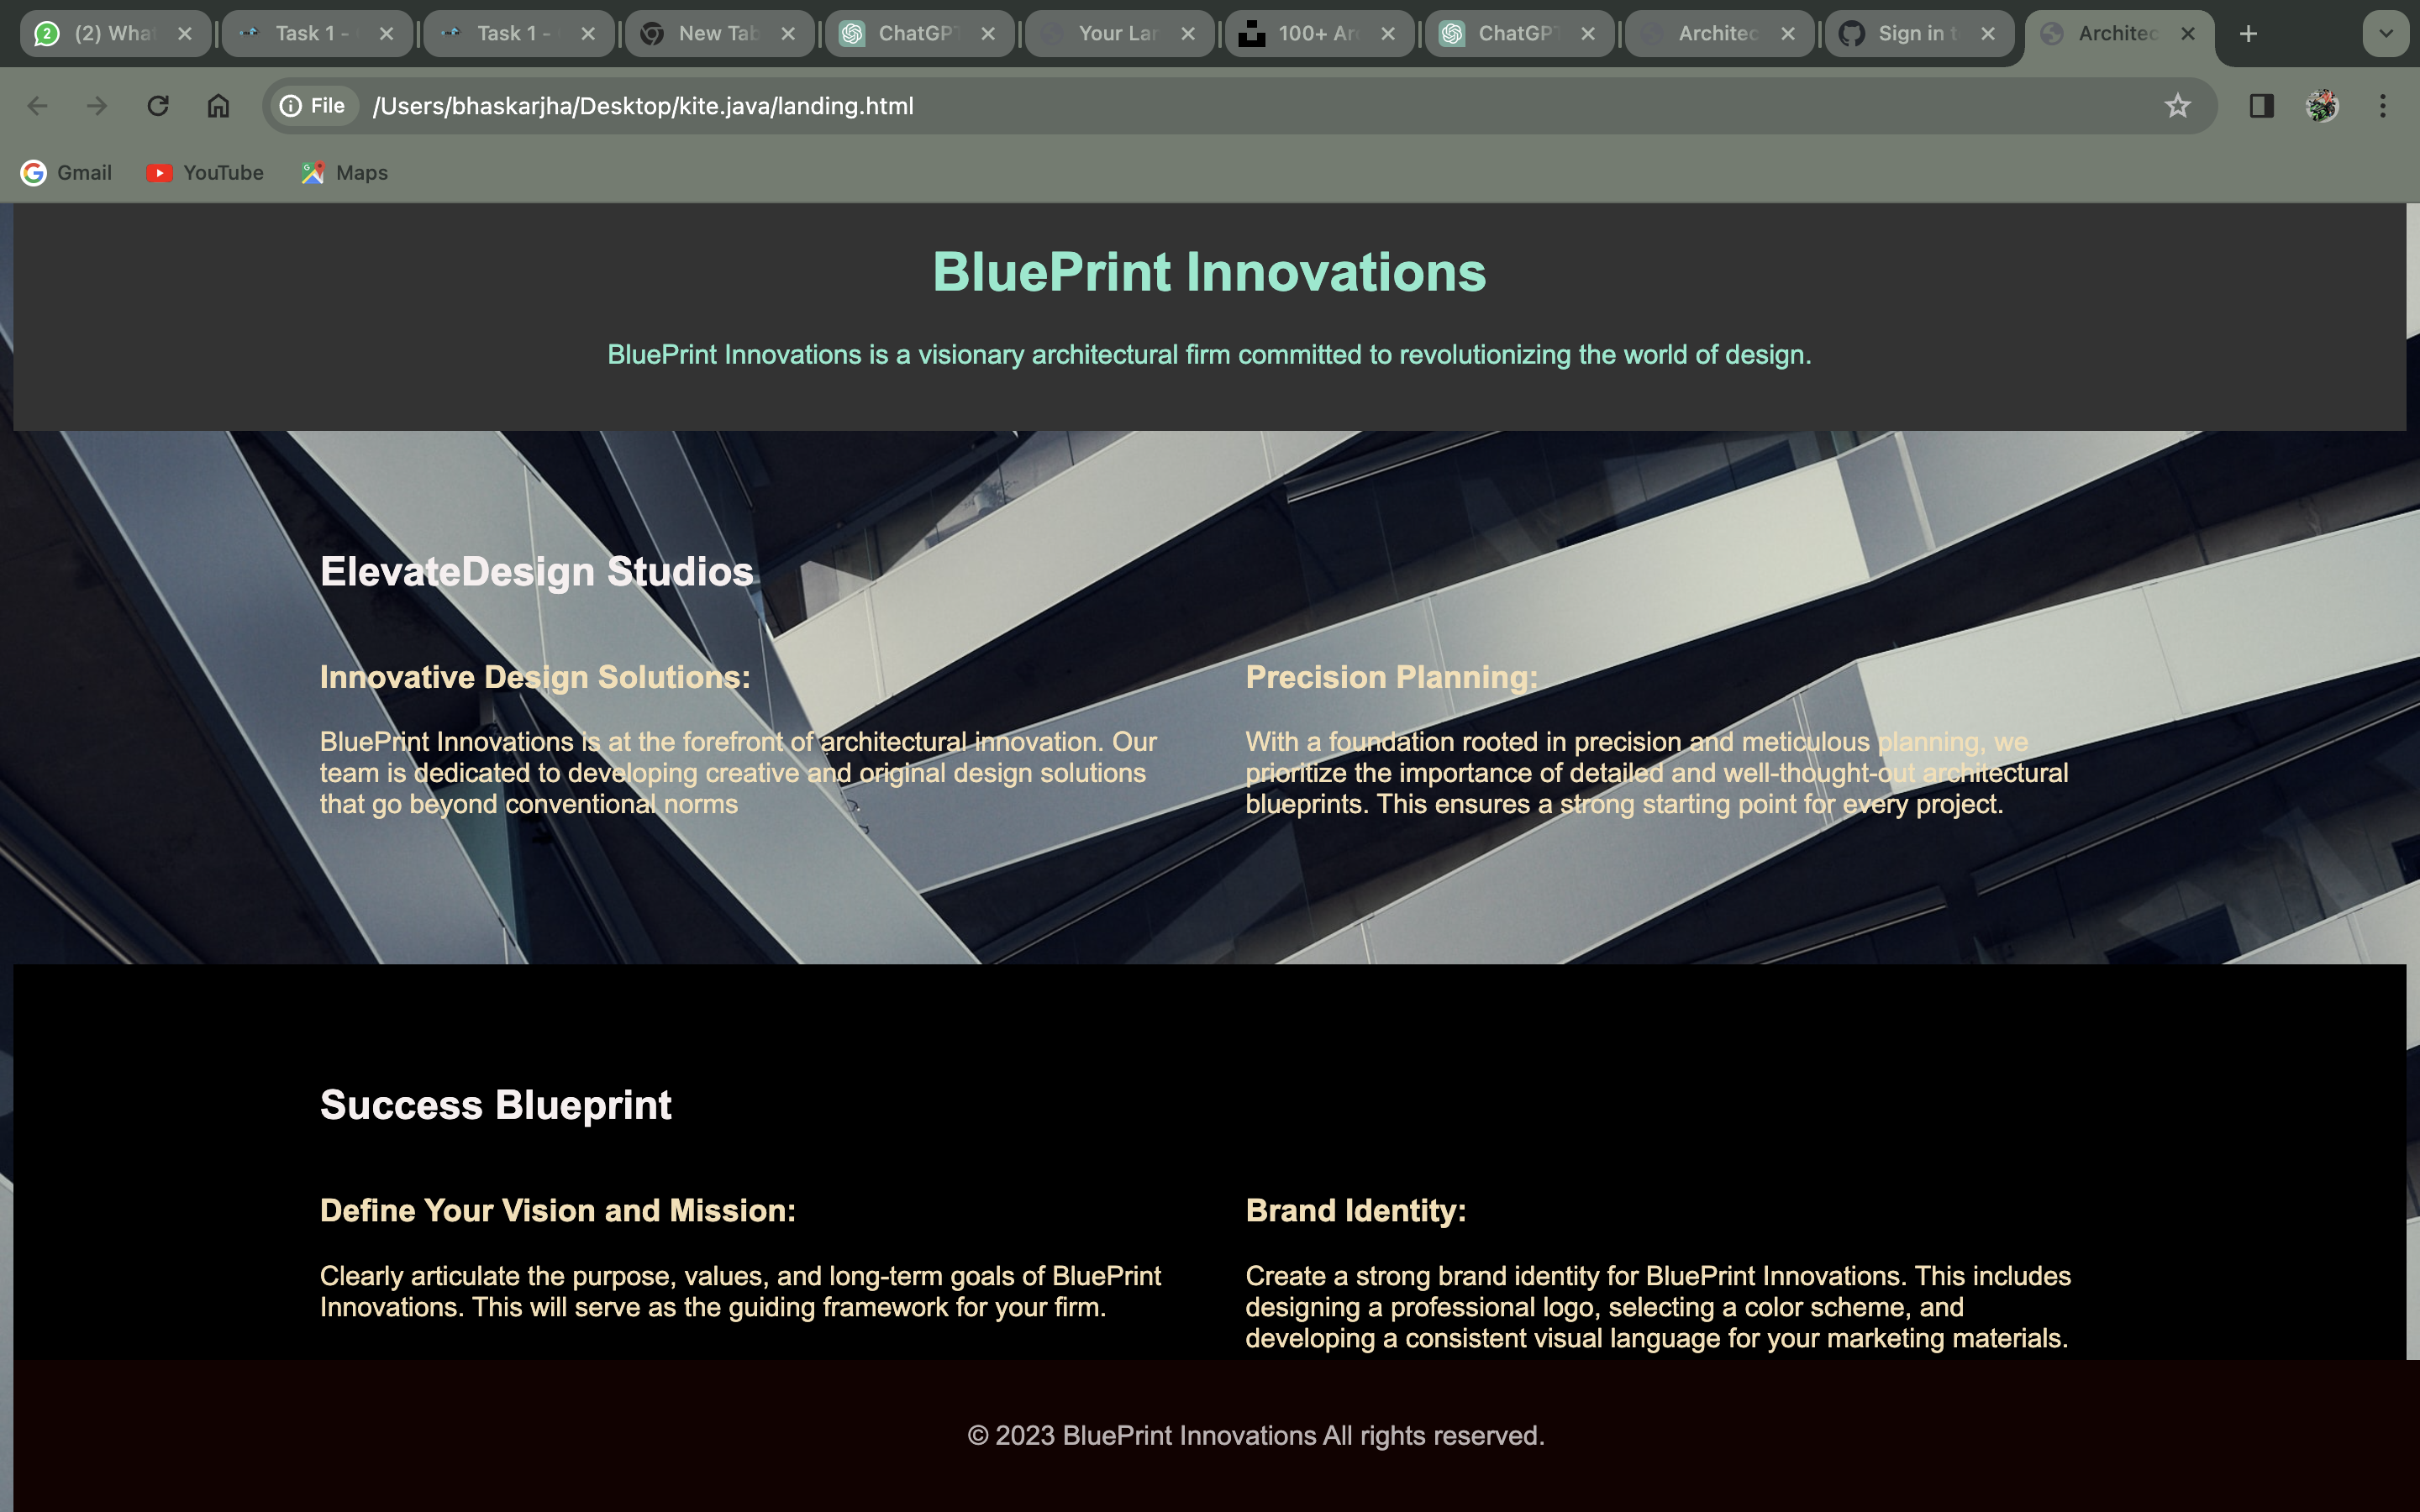 2
(2) What
Task 1 -
Task 1 -
New Tab
ChatGPT
Your Lar
100+ Ar
ChatGPT
Architec
Sign in t
Architec
File /Users/bhaskarjha/Desktop/kite.java/landing.html
Gmail YouTube Maps
BluePrint Innovations
BluePrint Innovations is a visionary architectural firm committed to revolutionizing the world of design.
ElevateDesign Studios
Innovative Design Solutions:
BluePrint Innovations is at the forefront of architectural innovation. Our
team is dedicated to developing creative and original design solutions
that go beyond conventional norms
Precision Planning:
With a foundation rooted in precision and meticulous planning, we
prioritize the importance of detailed and well-thought-out architectural
blueprints. This ensures a strong starting point for every project.
Success Blueprint
Define Your Vision and Mission:
Clearly articulate the purpose, values, and long-term goals of BluePrint
Innovations. This will serve as the guiding framework for your firm.
Brand Identity:
Create a strong brand identity for BluePrint Innovations. This includes
designing a professional logo, selecting a color scheme, and
developing a consistent visual language for your marketing materials.
© 2023 BluePrint Innovations All rights reserved.